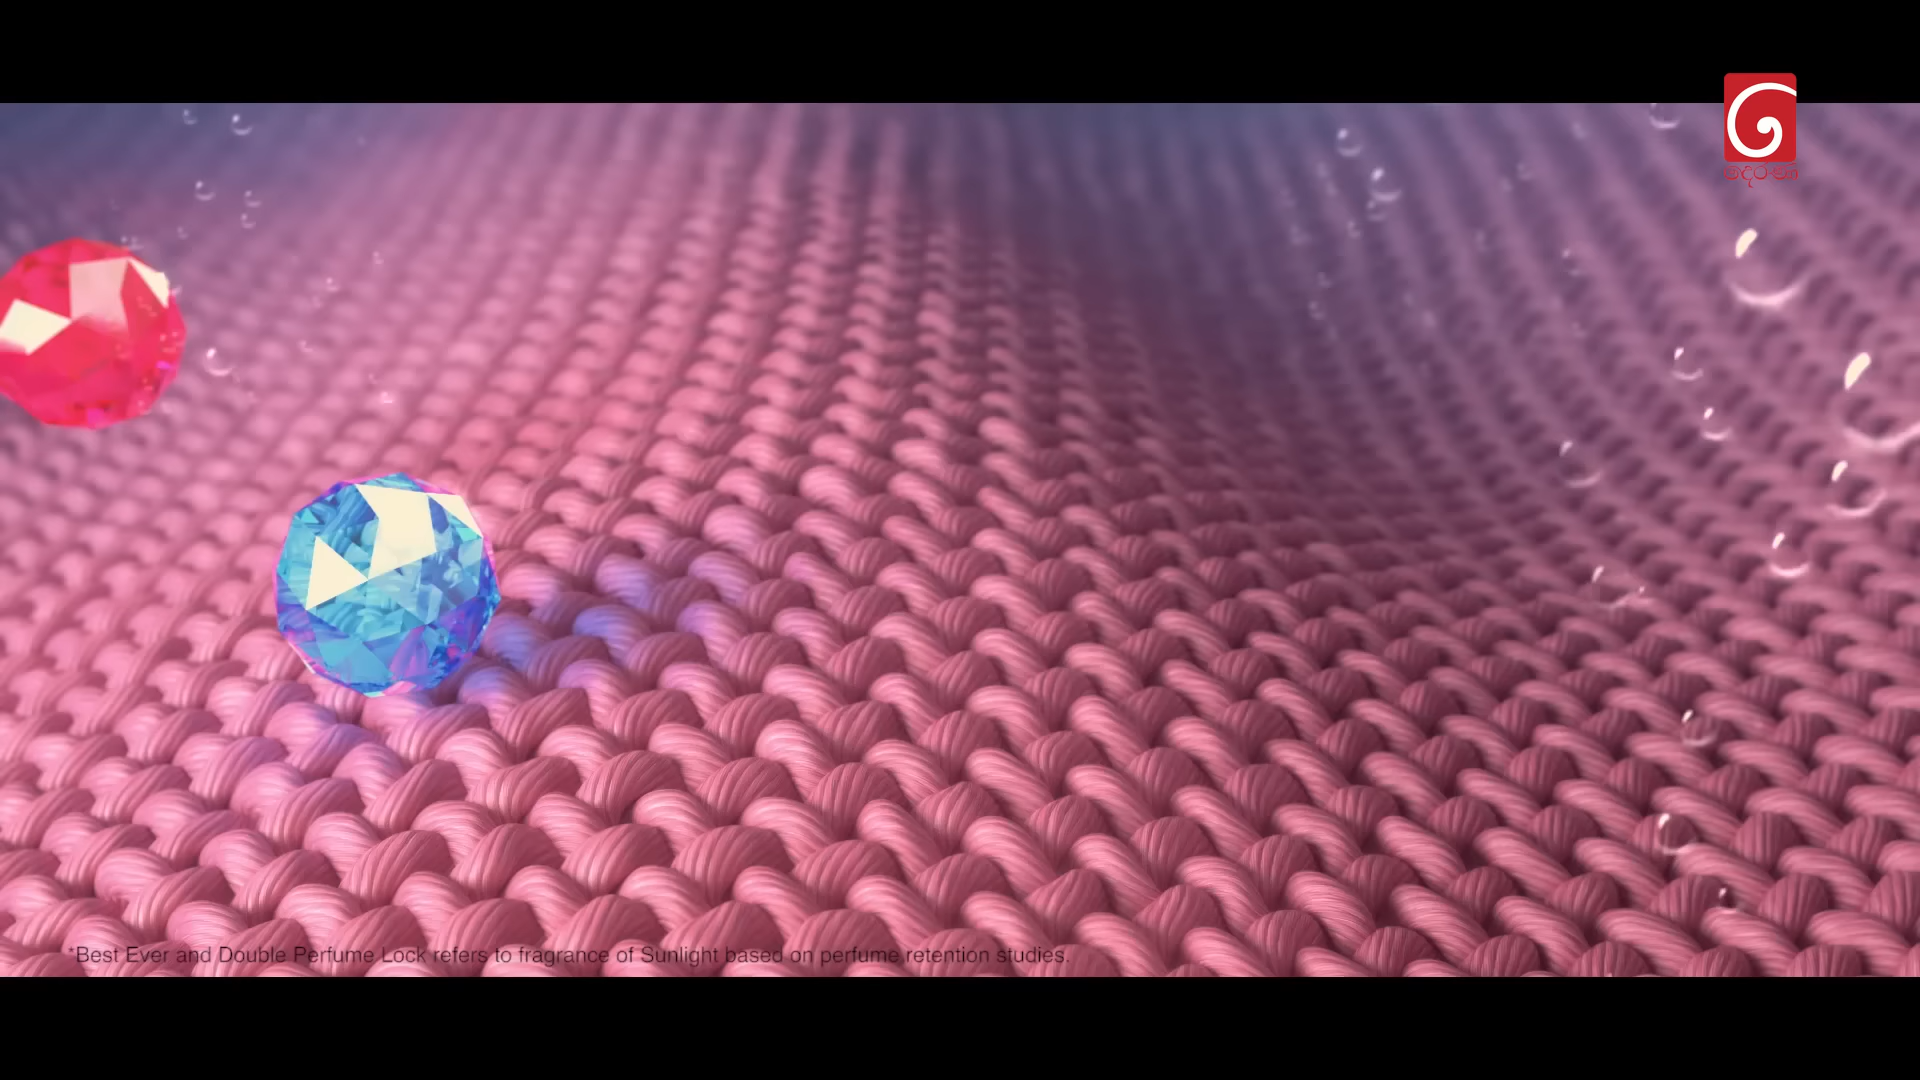 *Best Ever and Double Perfume Lock refers to fragrance of Sunlight based on perfume retention studies.